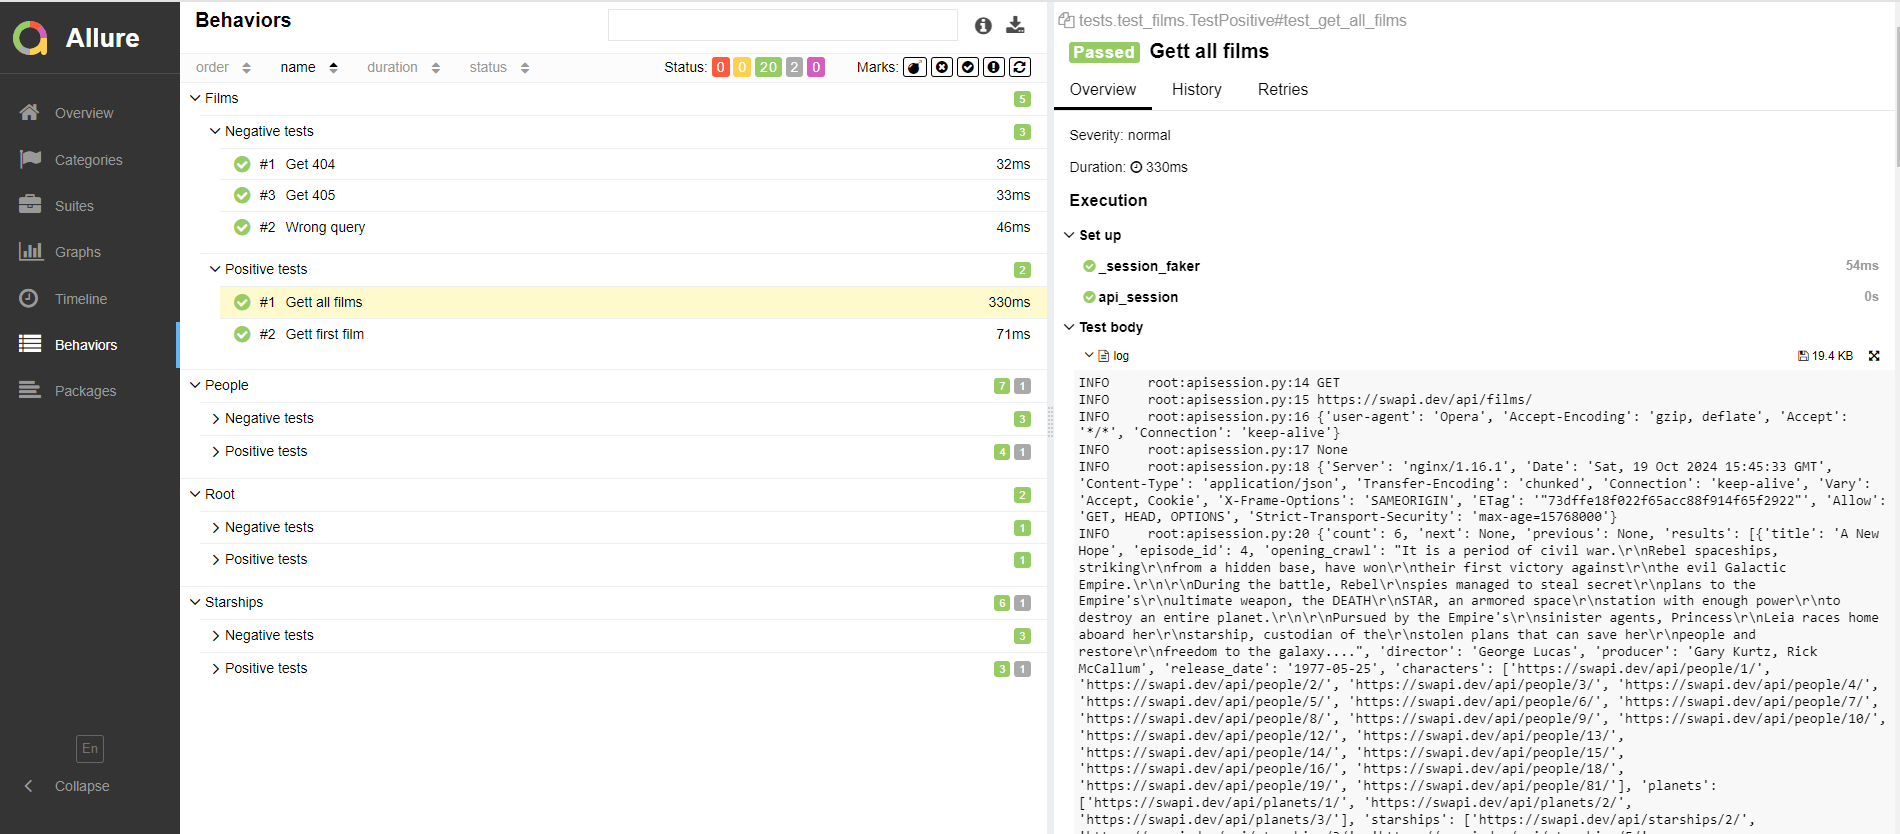 Allure
Overview
Categories
Suites
Graphs
Timeline
Behaviors
Packages
En
Collapse
Behaviors
order name duration status Status: 0 0 20 2 0 Marks:
Films 5
Negative tests 3
#1 Get 404 32ms
#3 Get 405 33ms
#2 Wrong query 46ms
Positive tests 2
#1 Gett all films 330ms
#2 Gett first film 71ms
People 7 1
Negative tests 3
Positive tests 4 1
Root 2
Negative tests 1
Positive tests 1
Starships 6 1
Negative tests 3
Positive tests 3 1
tests.test_films.TestPositive#test_get_all_films
Passed Gett all films
Overview History Retries
Severity: normal
Duration: 330ms
Execution
Set up
_session_faker 54ms
api_session 0s
Test body
log 19.4 KB
INFO     root:apisession.py:14 GET
INFO     root:apisession.py:15 https://swapi.dev/api/films/
INFO     root:apisession.py:16 {'user-agent': 'Opera', 'Accept-Encoding': 'gzip, deflate', 'Accept':
'*/*', 'Connection': 'keep-alive'}
INFO     root:apisession.py:17 None
INFO     root:apisession.py:18 {'Server': 'nginx/1.16.1', 'Date': 'Sat, 19 Oct 2024 15:45:33 GMT',
'Content-Type': 'application/json', 'Transfer-Encoding': 'chunked', 'Connection': 'keep-alive', 'Vary':
'Accept, Cookie', 'X-Frame-Options': 'SAMEORIGIN', 'ETag': '"73dffe18f022f65acc88f914f65f2922"', 'Allow':
'GET, HEAD, OPTIONS', 'Strict-Transport-Security': 'max-age=15768000'}
INFO     root:apisession.py:20 {'count': 6, 'next': None, 'previous': None, 'results': [{'title': 'A New
Hope', 'episode_id': 4, 'opening_crawl': "It is a period of civil war.\r\nRebel spaceships,
striking\r\nfrom a hidden base, have won\r\ntheir first victory against\r\nthe evil Galactic
Empire.\r\n\r\nDuring the battle, Rebel\r\nspies managed to steal secret\r\nplans to the
Empire's\r\nultimate weapon, the DEATH\r\nSTAR, an armored space\r\nstation with enough power\r\nto
destroy an entire planet.\r\n\r\nPursued by the Empire's\r\nsinister agents, Princess\r\nLeia races home
aboard her\r\nstarship, custodian of the\r\nstolen plans that can save her\r\npeople and
restore\r\nfreedom to the galaxy....", 'director': 'George Lucas', 'producer': 'Gary Kurtz, Rick
McCallum', 'release_date': '1977-05-25', 'characters': ['https://swapi.dev/api/people/1/',
'https://swapi.dev/api/people/2/', 'https://swapi.dev/api/people/3/', 'https://swapi.dev/api/people/4/',
'https://swapi.dev/api/people/5/', 'https://swapi.dev/api/people/6/', 'https://swapi.dev/api/people/7/',
'https://swapi.dev/api/people/8/', 'https://swapi.dev/api/people/9/', 'https://swapi.dev/api/people/10/',
'https://swapi.dev/api/people/12/', 'https://swapi.dev/api/people/13/',
'https://swapi.dev/api/people/14/', 'https://swapi.dev/api/people/15/',
'https://swapi.dev/api/people/16/', 'https://swapi.dev/api/people/18/',
'https://swapi.dev/api/people/19/', 'https://swapi.dev/api/people/81/'], 'planets':
['https://swapi.dev/api/planets/1/', 'https://swapi.dev/api/planets/2/',
'https://swapi.dev/api/planets/3/'], 'starships': ['https://swapi.dev/api/starships/2/',